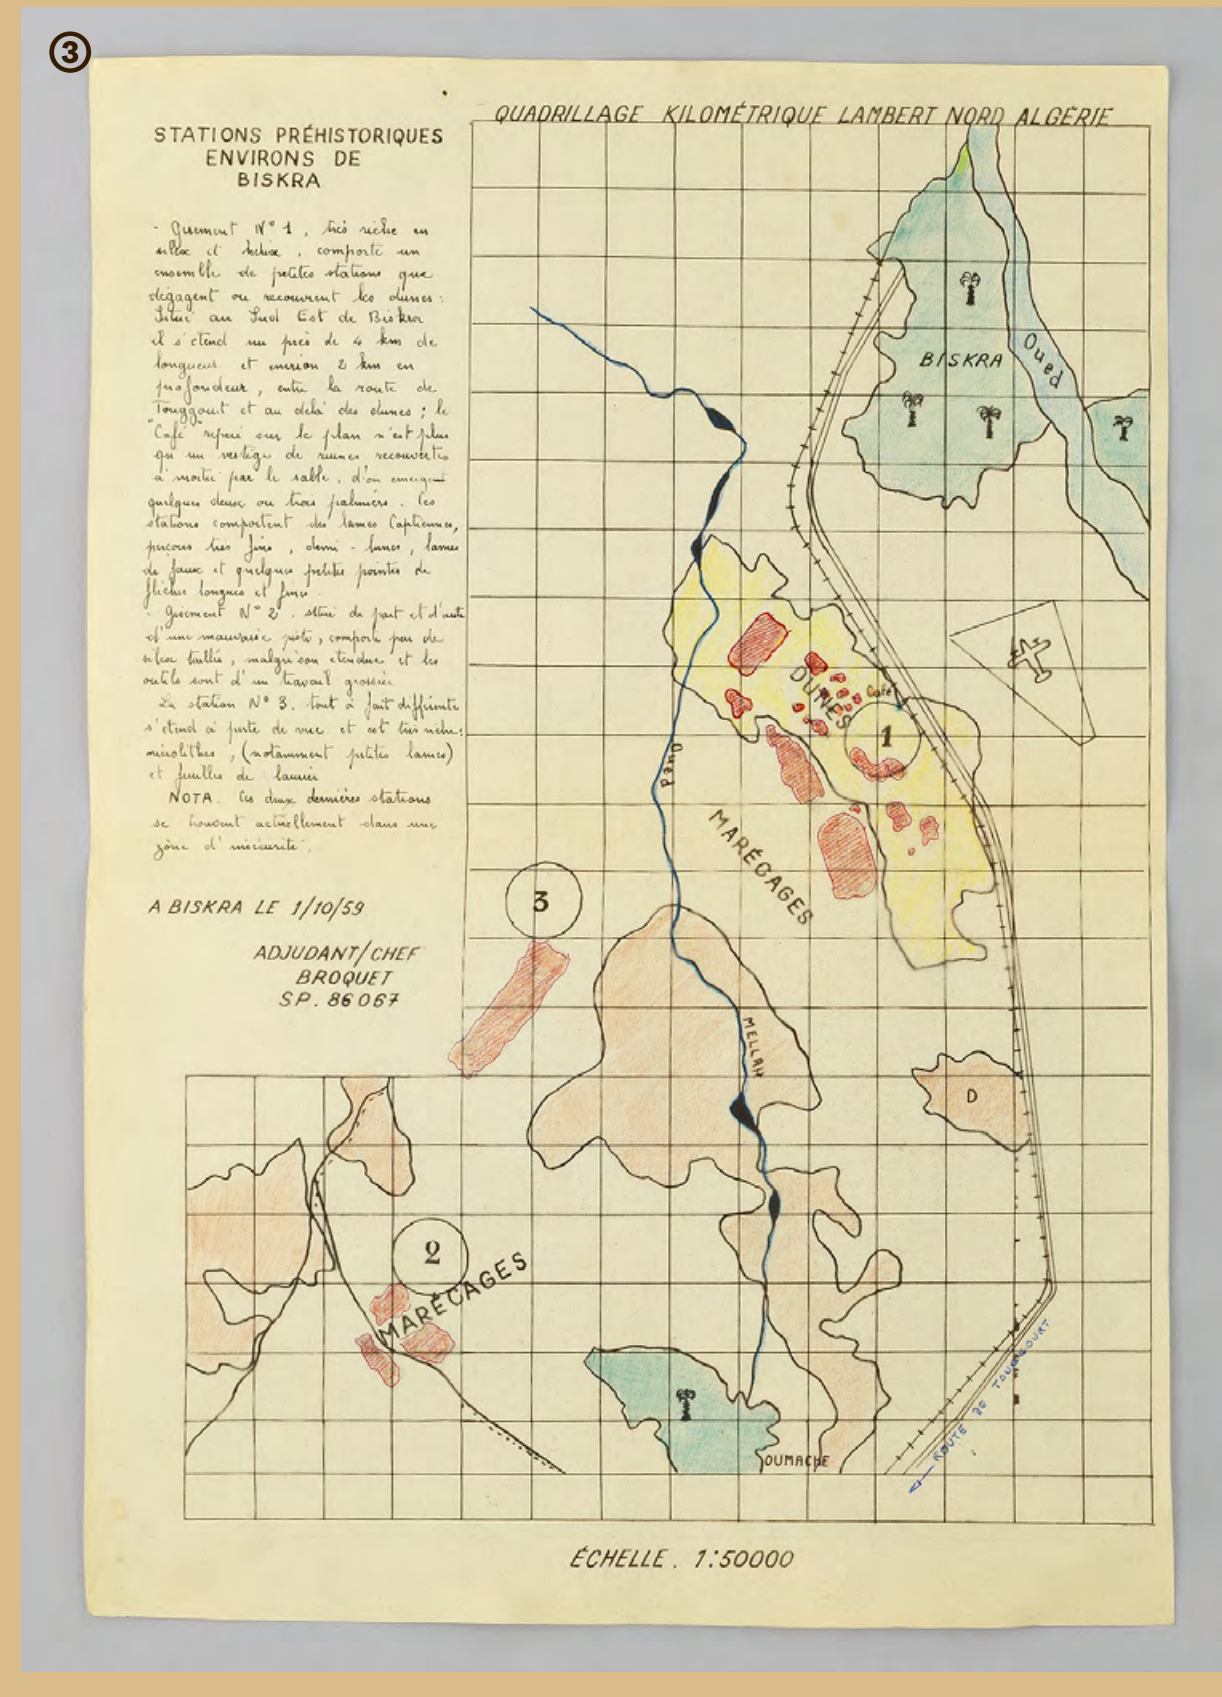 3
QUADRILLAGE KILOMÉTRIQUE LAMBERT NORD ALGÉRIE
STATIONS PRÉHISTORIQUES
ENVIRONS DE
BISKRA
- Gisement N° 1, très riche en
silex et, comporte un
ensemble de petites stations que
dégagent ou recouvrent les dunes:
Situé au Sud Est de Biskra
il s'étend sur près de 4 km de
longueur et environ 2 km en
profondeur, entre la route de
Touggourt et au delà des dunes; le
"Café" repéré sur le plan n'est plus
qu'un vestige de ruines recouvertes
à moitié par le sable, d'où émergent
quelques deux ou trois palmiers. Ces
stations comportent des lames Capsiennes,
perçoirs très fins, demi-lunes, lames
de faux et quelques petites pointes de
flèches longues et fines.
- Gisement N° 2, situé de part et d'autre
d'une mauvaise piste, comporte peu de
silex taillés, malgré son étendue et les
outils sont d'un travail grossier.
La station N° 3, tout à fait différente
s'étend à perte de vue et est très riche:
microlithes, (notamment petites lames)
et feuilles de laurier
NOTA. Ces deux dernières stations
se trouvent actuellement dans une
zône d'insécurité.
A BISKRA LE 1/10/59
ADJUDANT/CHEF
BROQUET
SP. 86067
BISKRA
Oued
DUNES
Café
1
Oued
MARÉCAGES
3
MELLAH
D
2
MARÉCAGES
OUMACHE
ROUTE DE TOUGGOURT
ÉCHELLE. 1:50000